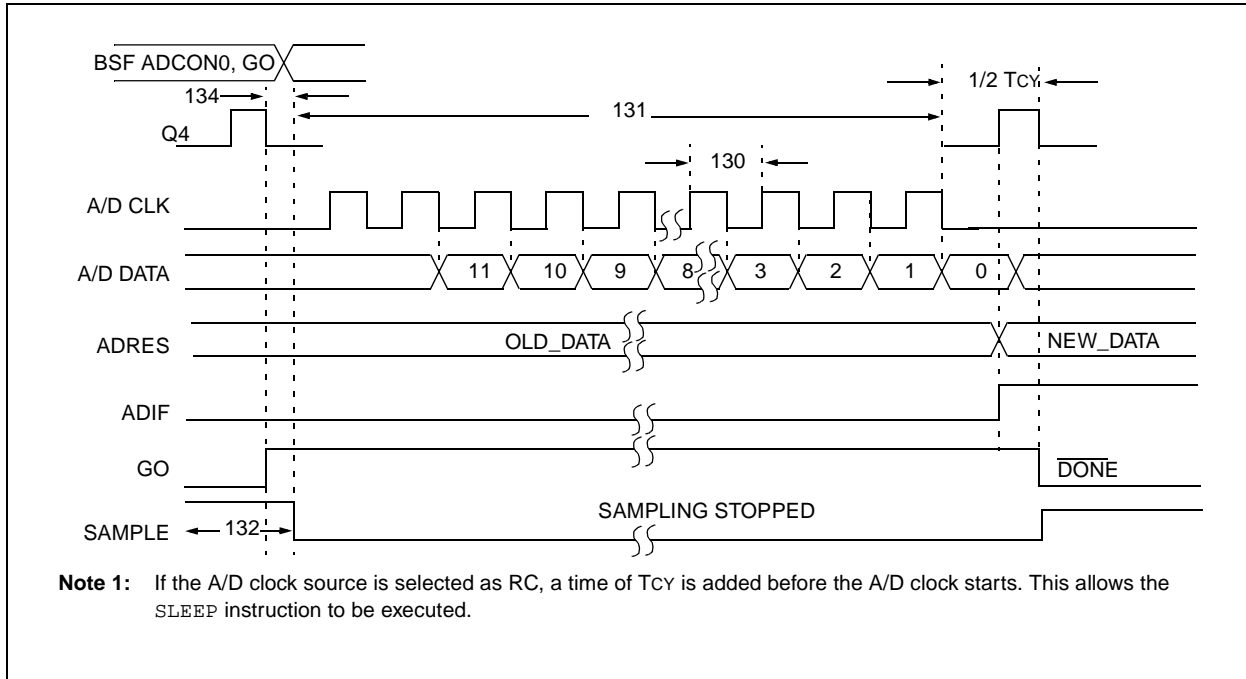 BSF ADCON0, GO
134
131
1/2 TCY
Q4
130
A/D CLK
A/D DATA
11 10 9 8 3 2 1 0
ADRES
OLD_DATA
NEW_DATA
ADIF
GO
DONE
SAMPLE
132
SAMPLING STOPPED
Note 1: If the A/D clock source is selected as RC, a time of TCY is added before the A/D clock starts. This allows the
SLEEP instruction to be executed.